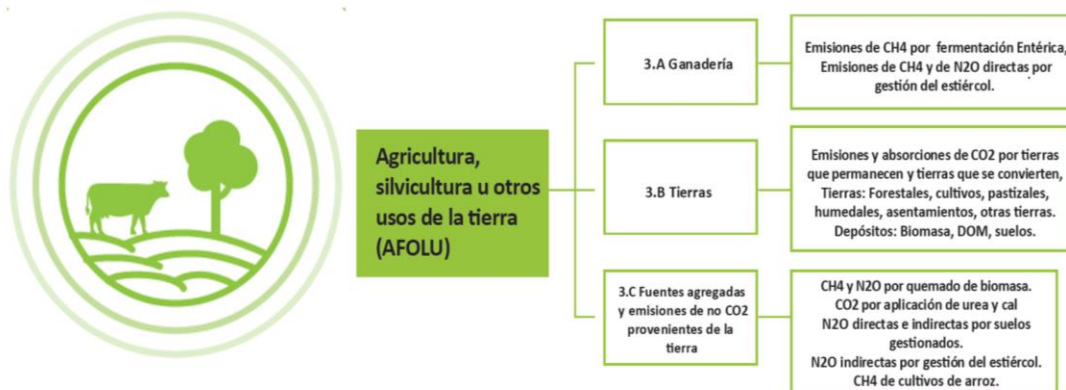 Agricultura,
silvicultura u otros
usos de la tierra
(AFOLU)
3.A Ganadería
Emisiones de CH4 por fermentación Entérica,
Emisiones de CH4 y de N2O directas por
gestión del estiércol.
3.B Tierras
Emisiones y absorciones de CO2 por tierras
que permanecen y tierras que se convierten,
Tierras: Forestales, cultivos, pastizales,
humedales, asentamientos, otras tierras.
Depósitos: Biomasa, DOM, suelos.
3.C Fuentes agregadas
y emisiones de no CO2
provenientes de la
tierra
CH4 y N2O por quemado de biomasa.
CO2 por aplicación de urea y cal
N2O directas e indirectas por suelos
gestionados.
N2O indirectas por gestión del estiércol.
CH4 de cultivos de arroz.